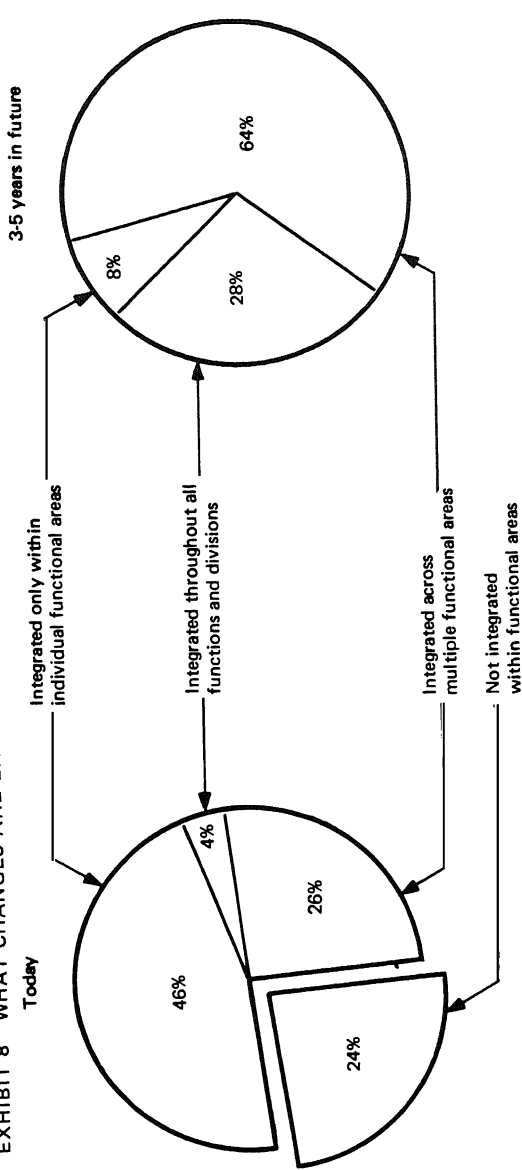 EXHIBIT 8 WHAT CHANGES ARE
Today
3-5 years in future
Integrated only within
individual functional areas
Integrated throughout all
functions and divisions
Integrated across
multiple functional areas
Not integrated
within functional areas
46%
4%
26%
24%
8%
28%
64%